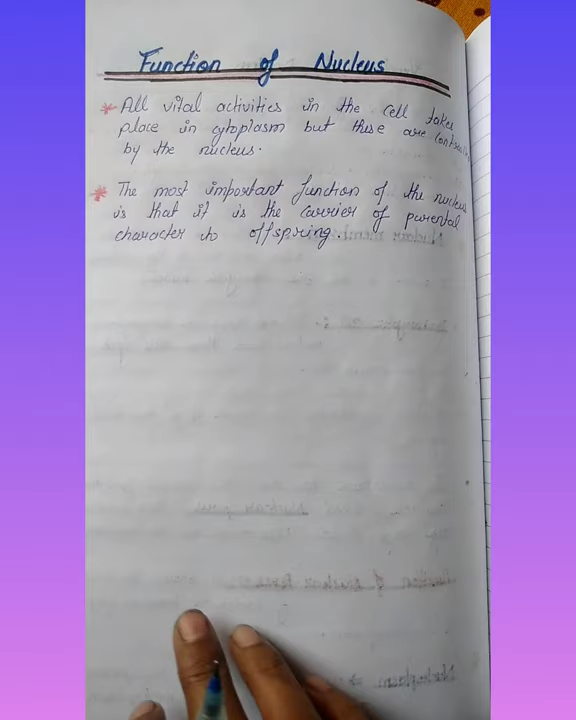 Function of Nucleus
* All vital activities in the cell takes
place in cytoplasm but these are
by the nucleus.
* The most important function of the nucleus
is that it is the carrier of parental
character to offspring.